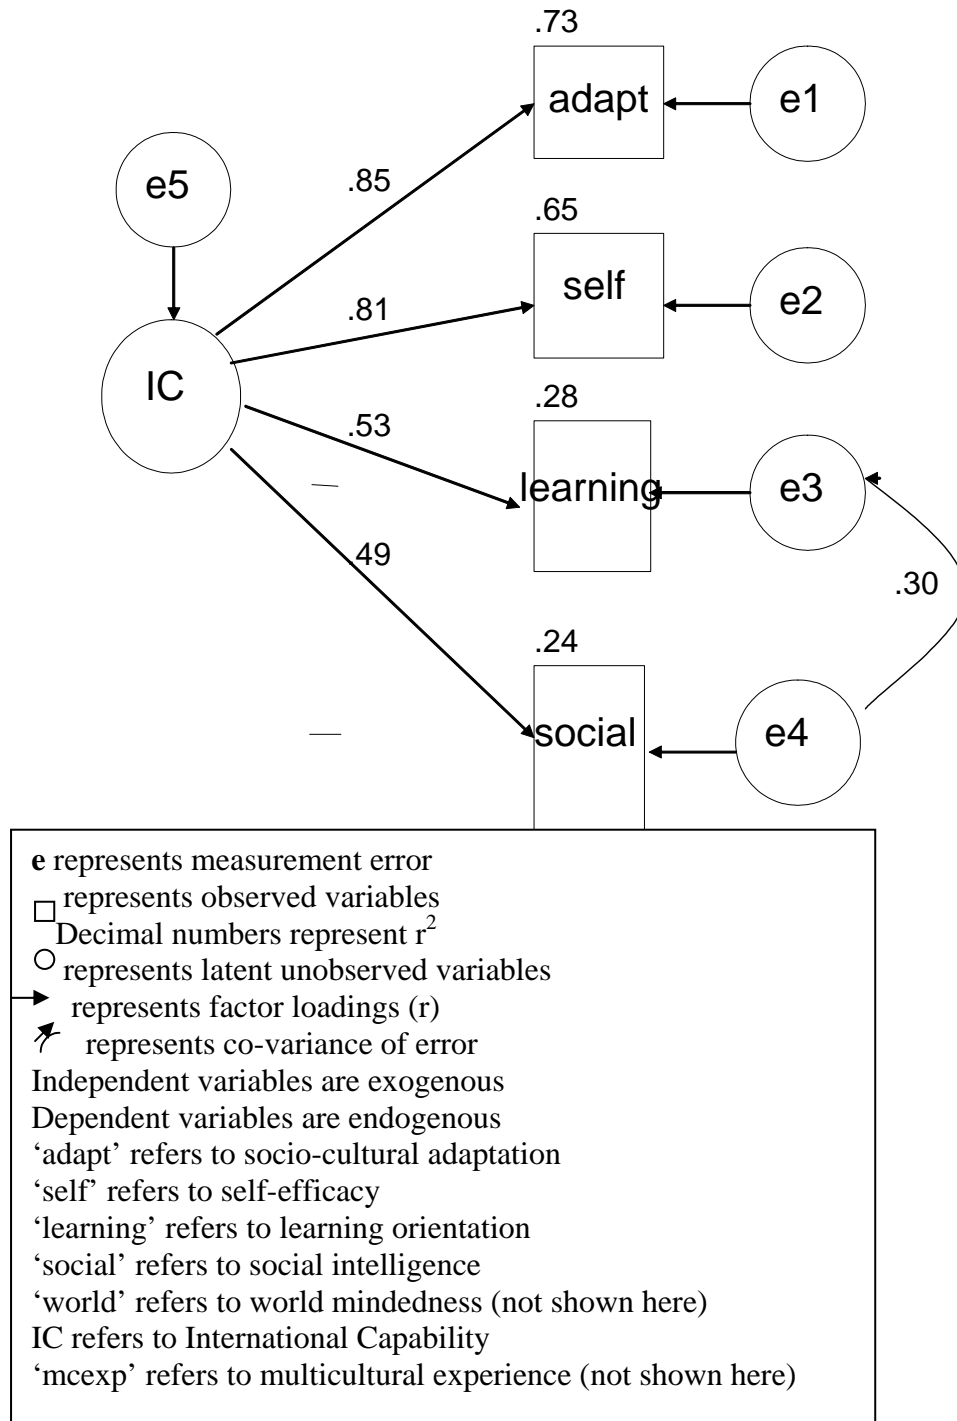 .73
adapt
e1
e5
.85
.65
self
e2
.81
IC
.28
.53
learning
e3
.49
.30
.24
social
e4
e represents measurement error
represents observed variables
Decimal numbers represent r²
represents latent unobserved variables
represents factor loadings (r)
represents co-variance of error
Independent variables are exogenous
Dependent variables are endogenous
‘adapt’ refers to socio-cultural adaptation
‘self’ refers to self-efficacy
‘learning’ refers to learning orientation
‘social’ refers to social intelligence
‘world’ refers to world mindedness (not shown here)
IC refers to International Capability
‘mcexp’ refers to multicultural experience (not shown here)